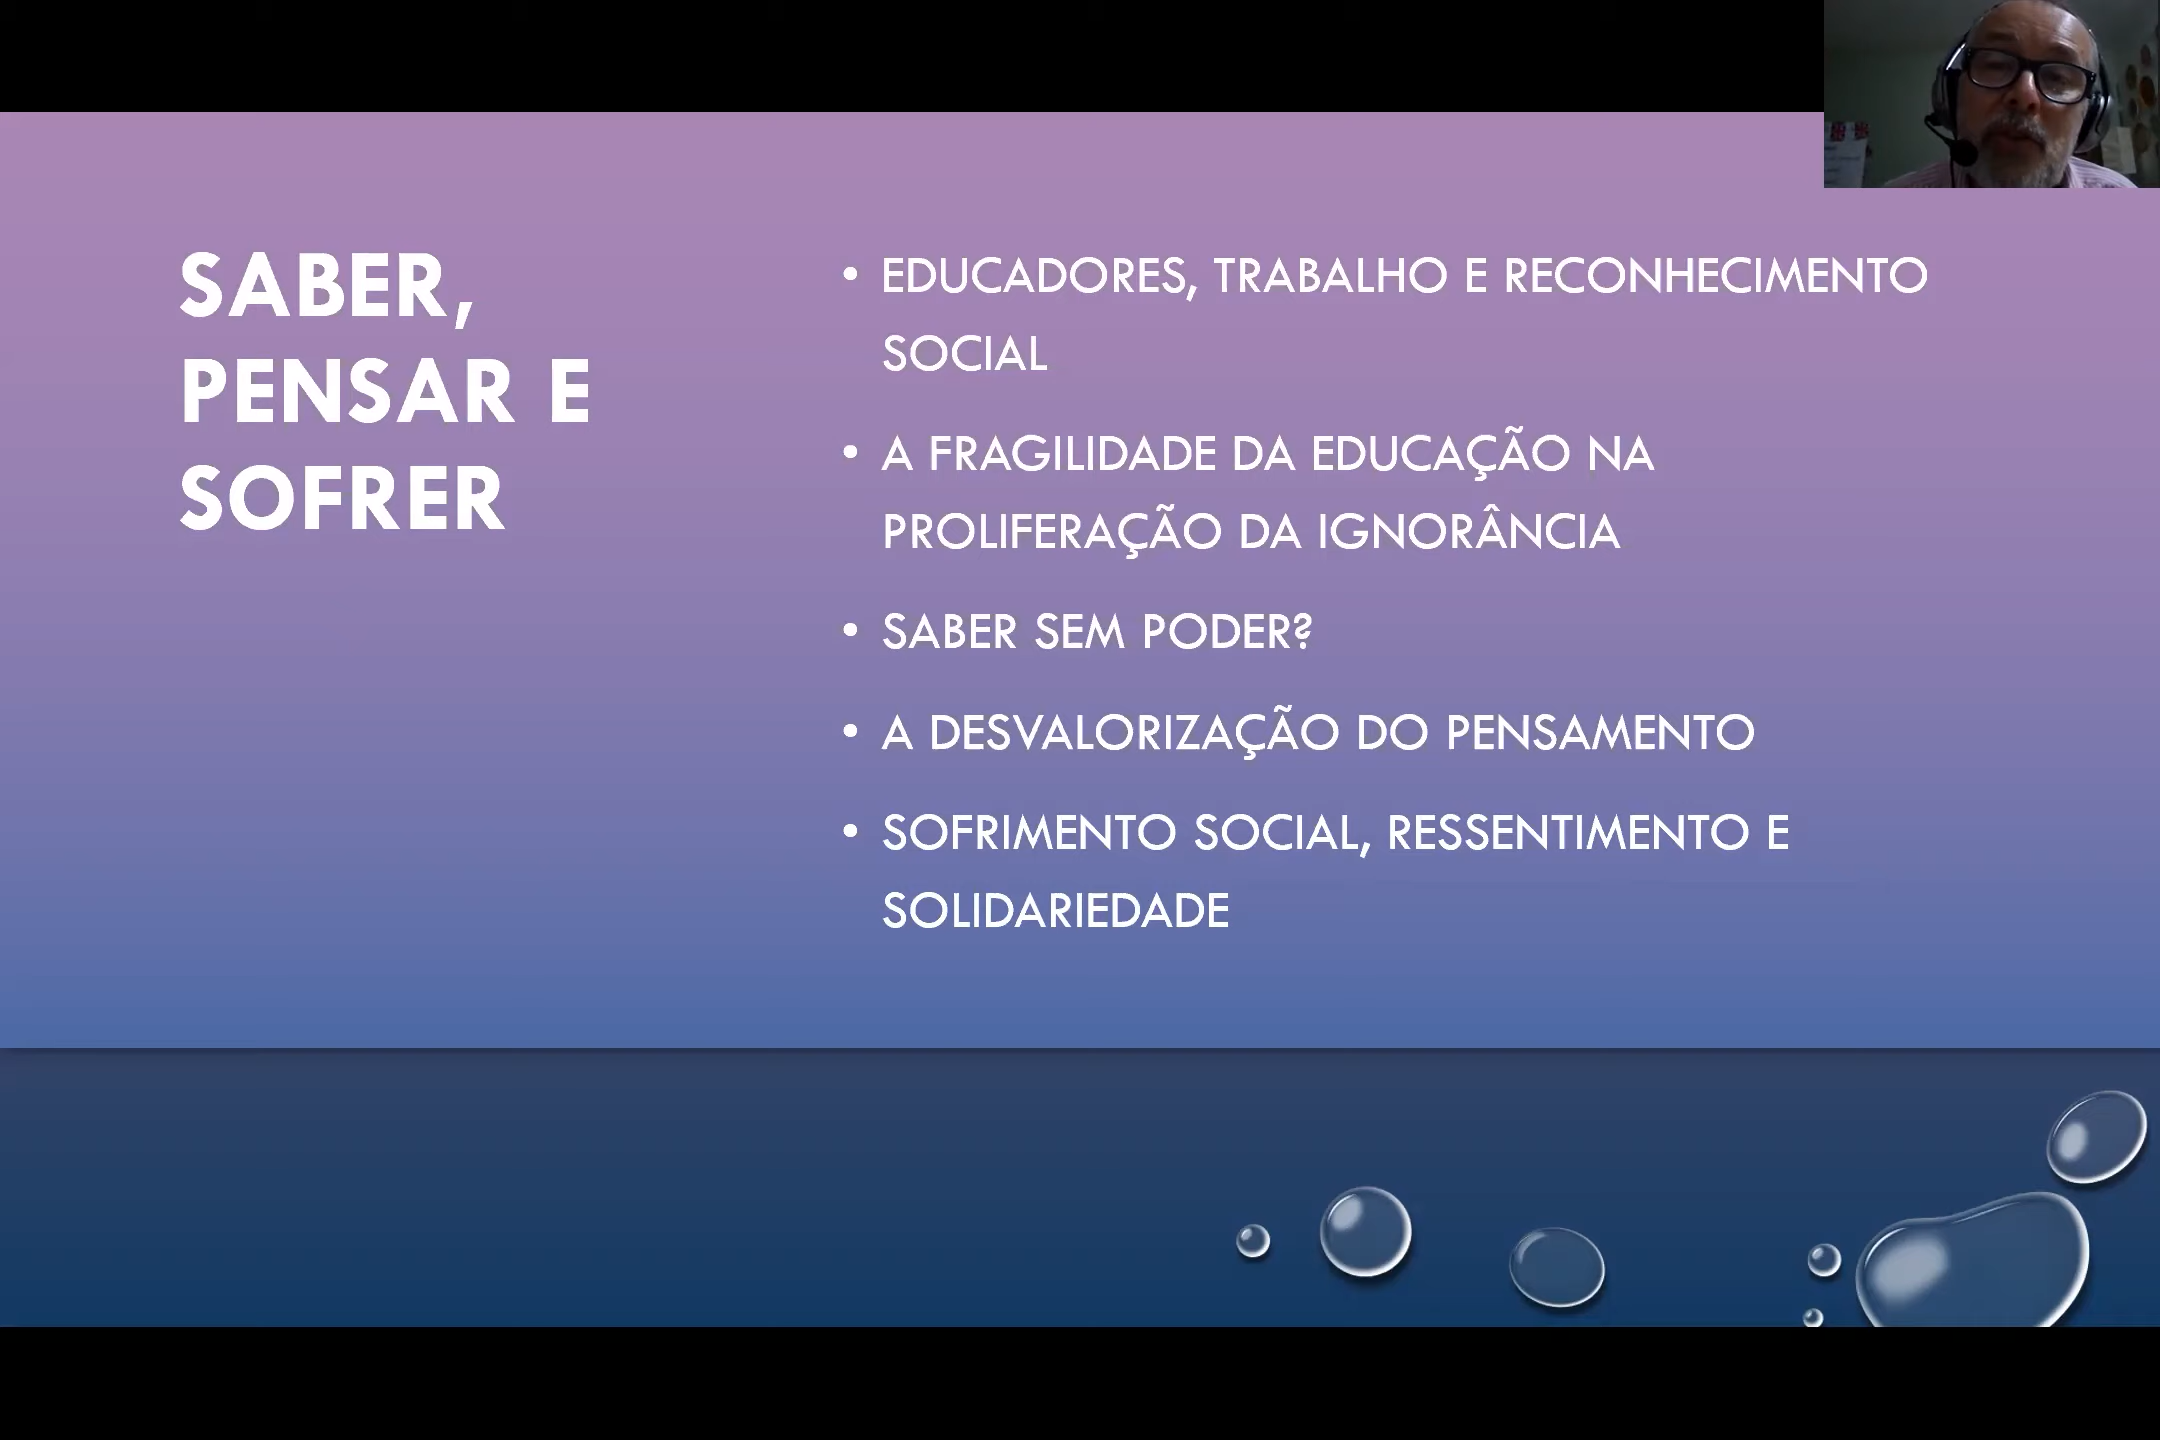 SABER,
PENSAR E
SOFRER
• EDUCADORES, TRABALHO E RECONHECIMENTO
SOCIAL
• A FRAGILIDADE DA EDUCAÇÃO NA
PROLIFERAÇÃO DA IGNORÂNCIA
• SABER SEM PODER?
• A DESVALORIZAÇÃO DO PENSAMENTO
• SOFRIMENTO SOCIAL, RESSENTIMENTO E
SOLIDARIEDADE